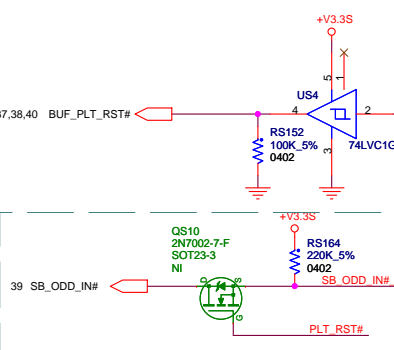 +V3.3S
US4
5
1
37,38,40 BUF_PLT_RST#
4
2
RS152
100K_5%
0402
3
74LVC1G
+V3.3S
QS10
2N7002-7-F
SOT23-3
NI
RS164
220K_5%
0402
39 SB_ODD_IN#
D
S
SB_ODD_IN#
G
PLT_RST#